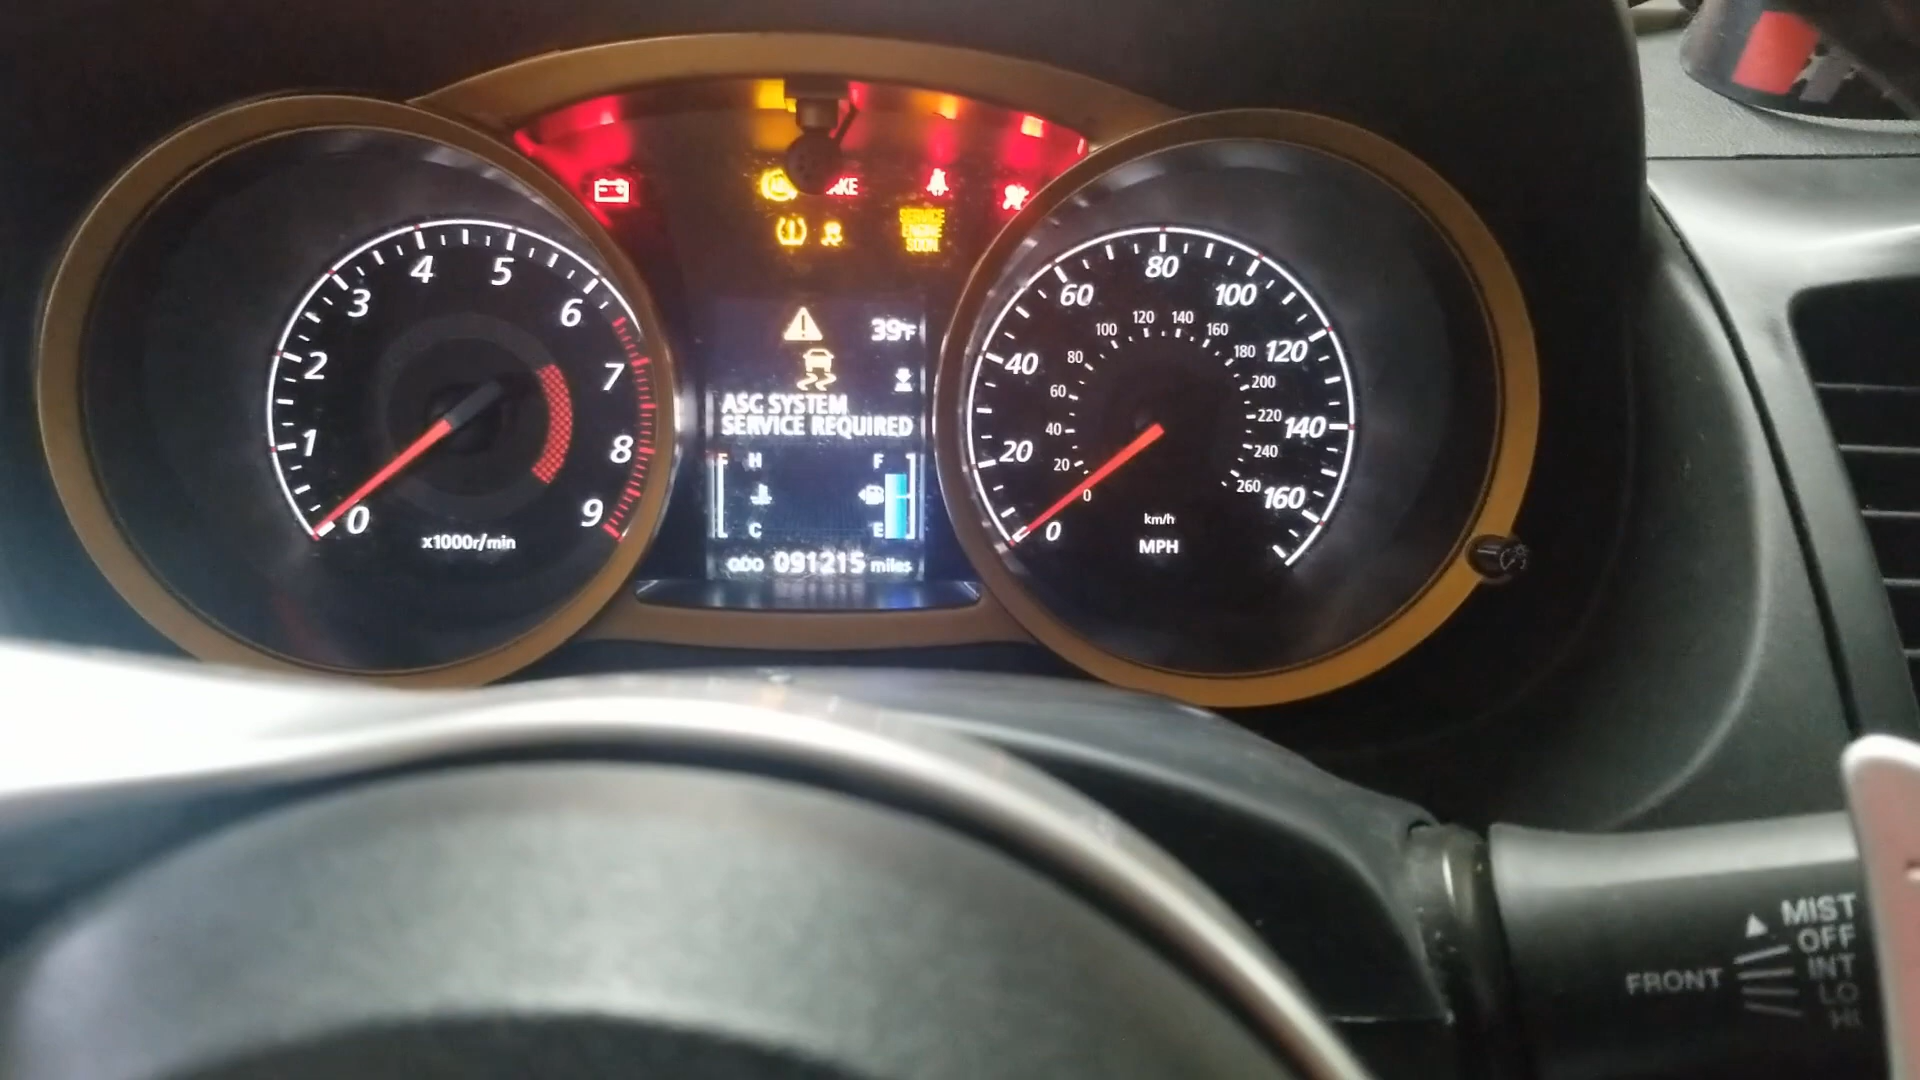 SERVICE
ENGINE
SOON
39°F
ASC SYSTEM
SERVICE REQUIRED
H
F
C
E
ODO 091215 miles
0
1
2
3
4
5
6
7
8
9
x1000r/min
0
20
40
60
80
100
120
140
160
0
20
40
60
80
100
120
140
160
180
200
220
240
260
km/h
MPH
MIST
OFF
INT
LO
HI
FRONT